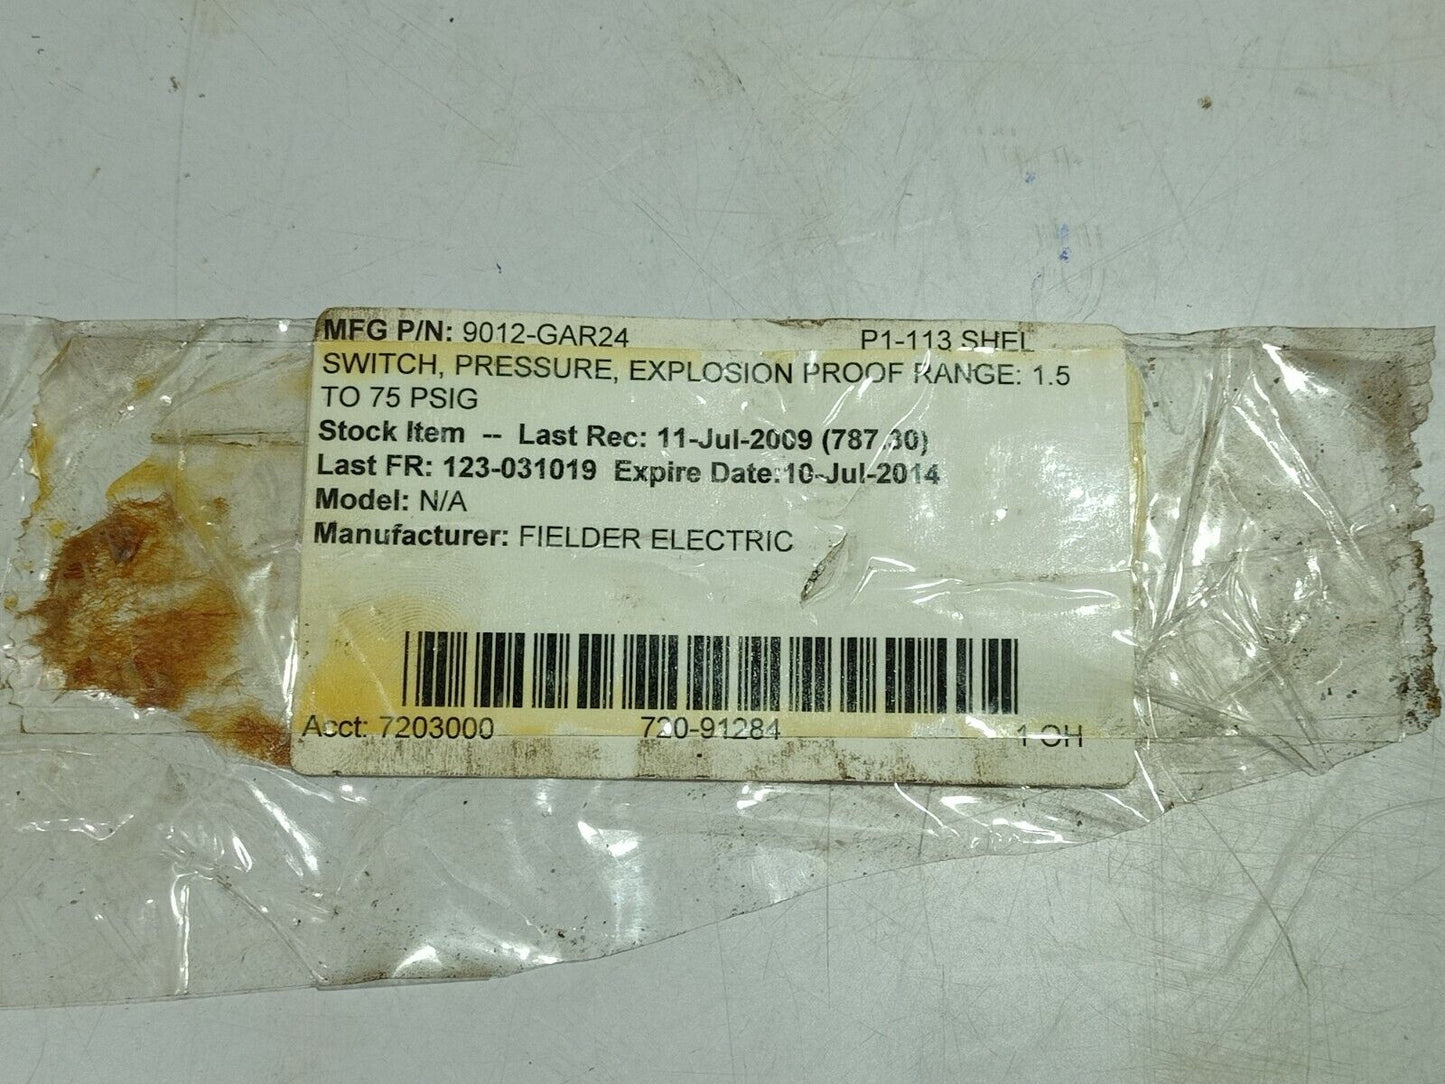 MFG P/N: 9012-GAR24 P1-113 SHEL
SWITCH, PRESSURE, EXPLOSION PROOF RANGE: 1.5
TO 75 PSIG
Stock Item -- Last Rec: 11-Jul-2009 (787.30)
Last FR: 123-031019 Expire Date:10-Jul-2014
Model: N/A
Manufacturer: FIELDER ELECTRIC
Acct: 7203000 720-91284 1 OH